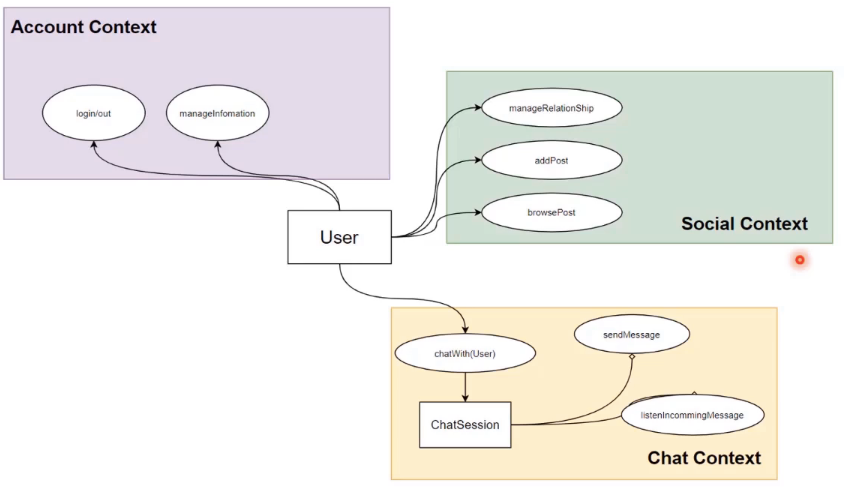 Account Context
login/out
manageInfomation
manageRelationShip
addPost
browsePost
Social Context
User
chatWith(User)
sendMessage
ChatSession
listenIncommingMessage
Chat Context